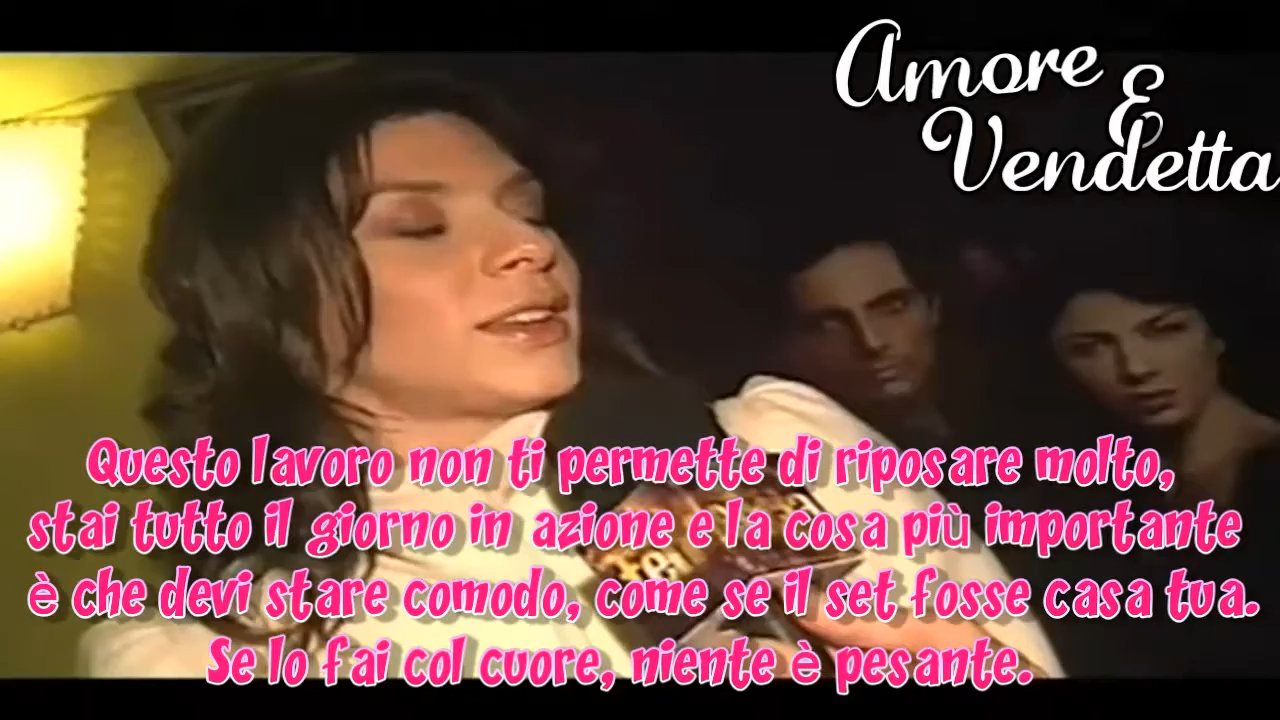 Amore
E
Vendetta
Questo lavoro non ti permette di riposare molto,
stai tutto il giorno in azione e la cosa più importante
è che devi stare comodo, come se il set fosse casa tua.
Se lo fai col cuore, niente è pesante.